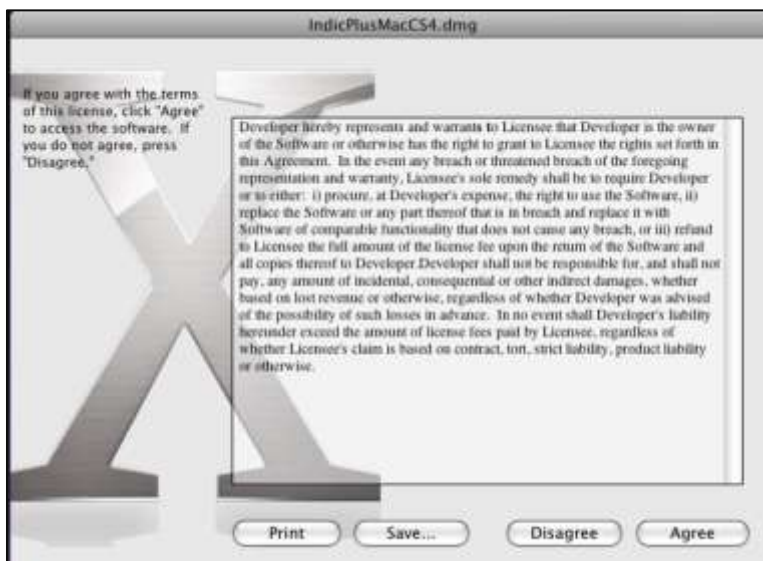 IndicPlusMacCS4.dmg
If you agree with the terms
of this license, click "Agree"
to access the software. If
you do not agree, press
"Disagree."
Developer hereby represents and warrants to Licensee that Developer is the owner
of the Software or otherwise has the right to grant to Licensee the rights set forth in
this Agreement. In the event any breach or threatened breach of the foregoing
representation and warranty, Licensee's sole remedy shall be to require Developer
or to either: i) procure, at Developer's expense, the right to use the Software, ii)
replace the Software or any part thereof that is in breach and replace it with
Software of comparable functionality that does not cause any breach, or iii) refund
to Licensee the full amount of the license fee upon the return of the Software and
all copies thereof to Developer.Developer shall not be responsible for, and shall not
pay, any amount of incidental, consequential or other indirect damages, whether
based on lost revenue or otherwise, regardless of whether Developer was advised
of the possibility of such losses in advance. In no event shall Developer's liability
hereunder exceed the amount of license fees paid by Licensee, regardless of
whether Licensee's claim is based on contract, tort, strict liability, product liability
or otherwise.
Print Save... Disagree Agree